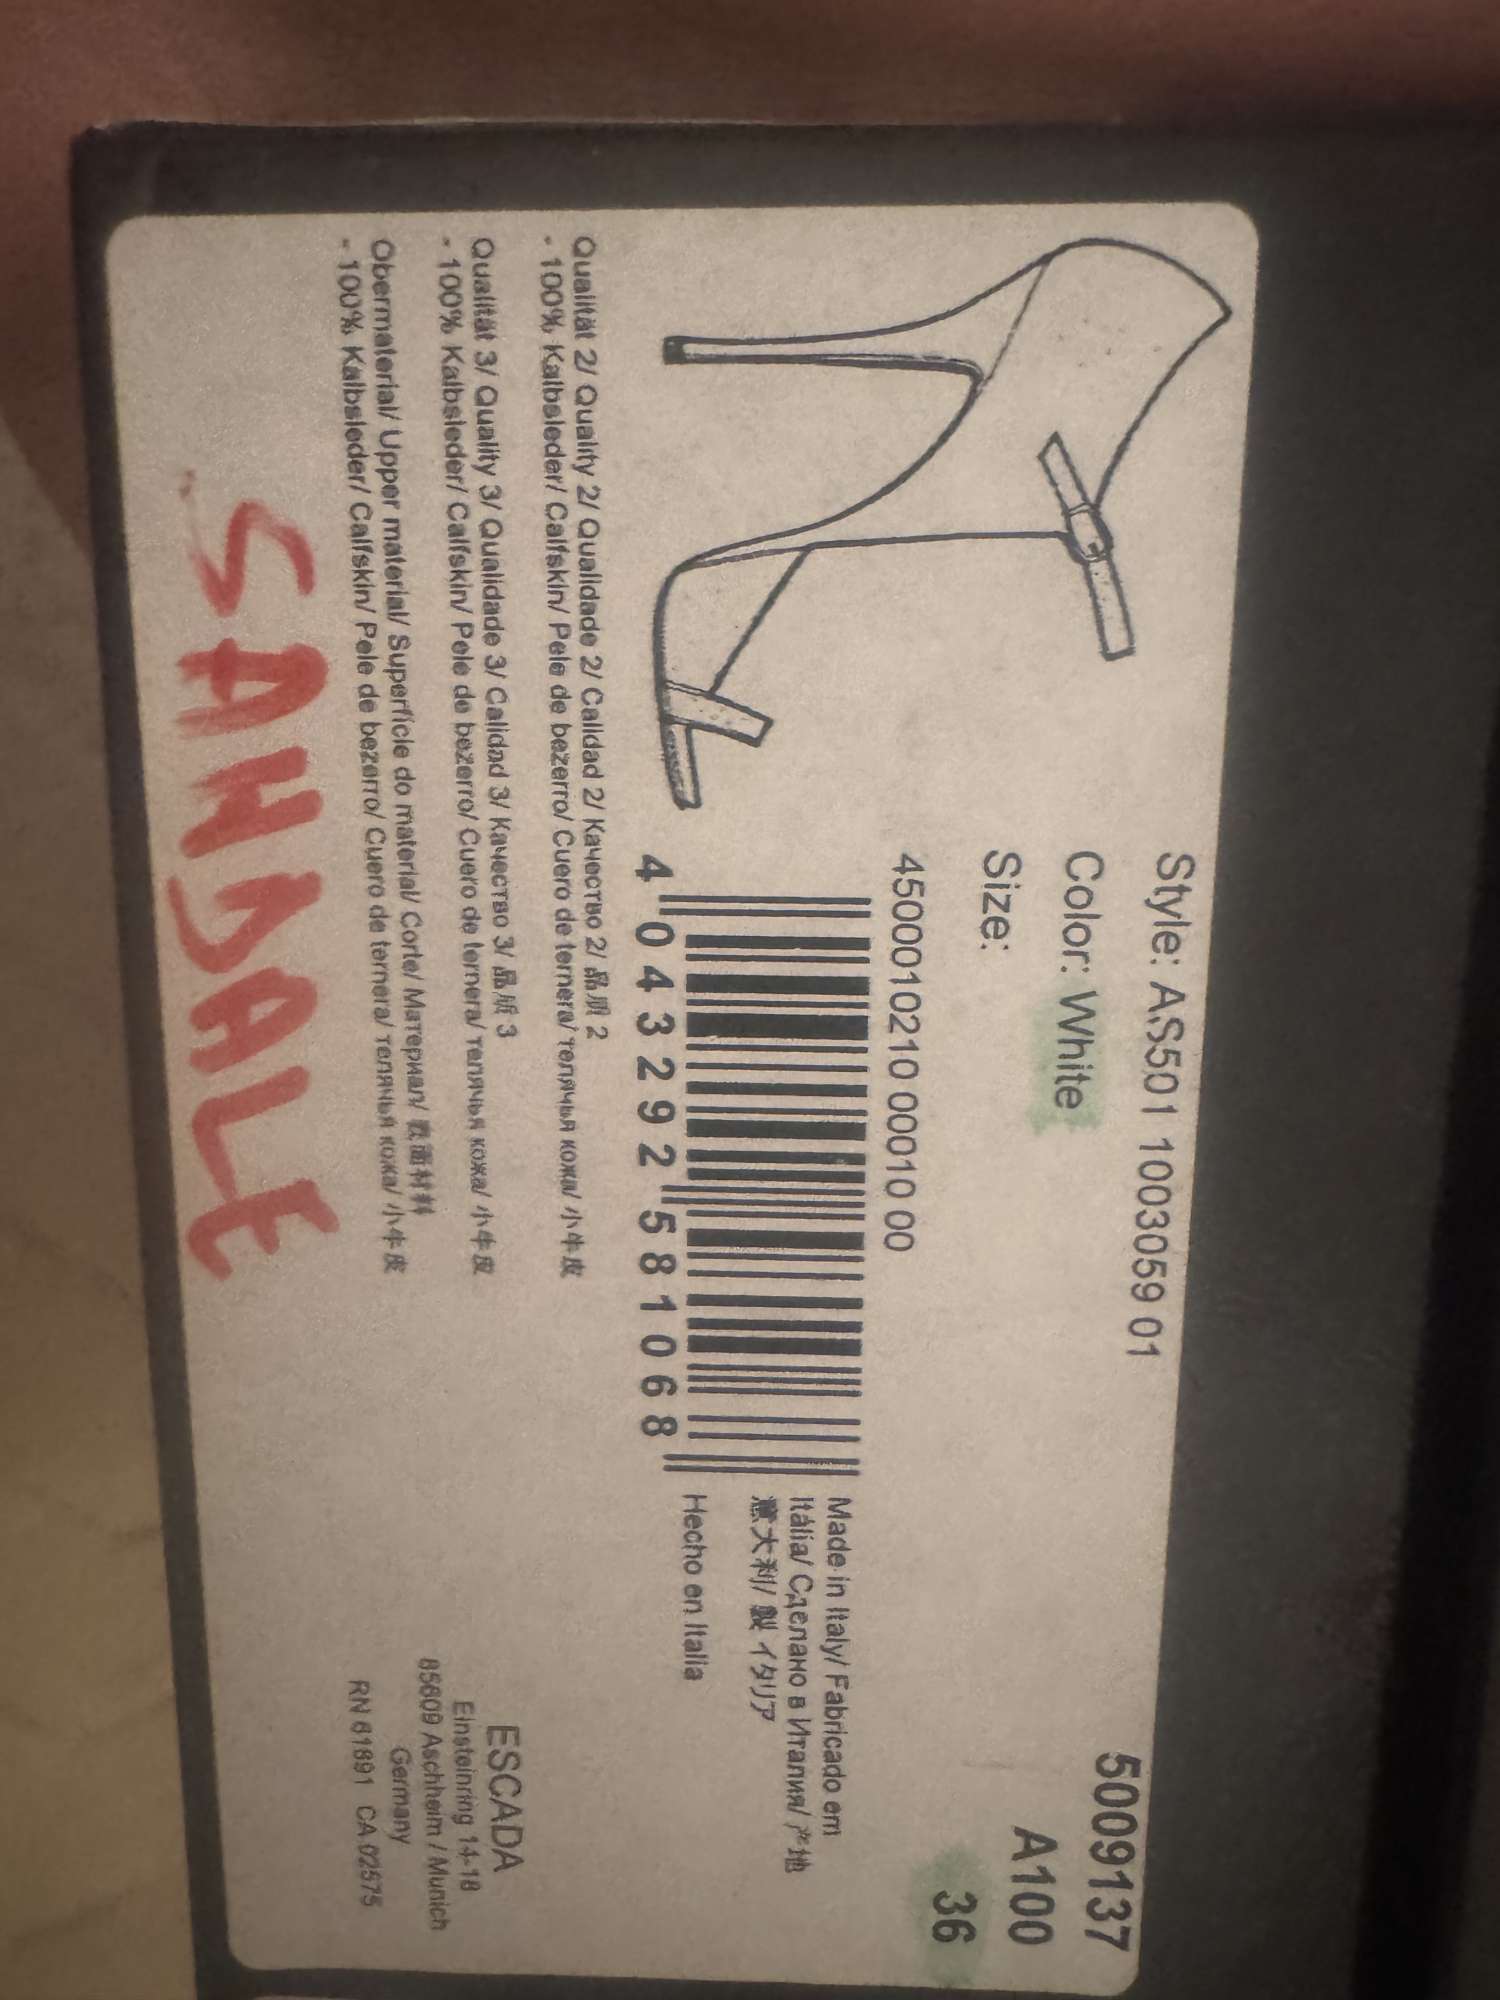 Style: AS501 1003059 01
5009137
Color: White
A100
Size:
36
4500010210 00010 00
4 043292 581068
Made in Italy/ Fabricado em
Itália/ Сделано в Италия/ 产地
意大利/ 製 イタリア
Hecho en Italia
Qualität 2/ Quality 2/ Qualidade 2/ Calidad 2/ Качество 2/ 品质 2
- 100% Kalbsleder/ Calfskin/ Pele de bezerro/ Cuero de ternera/ телячья кожа/ 小牛皮
Qualität 3/ Quality 3/ Qualidade 3/ Calidad 3/ Качество 3/ 品质 3
- 100% Kalbsleder/ Calfskin/ Pele de bezerro/ Cuero de ternera/ телячья кожа/ 小牛皮
Obermaterial/ Upper material/ Superfície do material/ Corte/ Материал/ 表面材料
- 100% Kalbsleder/ Calfskin/ Pele de bezerro/ Cuero de ternera/ телячья кожа/ 小牛皮
ESCADA
Einsteinring 14-18
85609 Aschheim / Munich
Germany
RN 61891 CA 02575
SANDALE